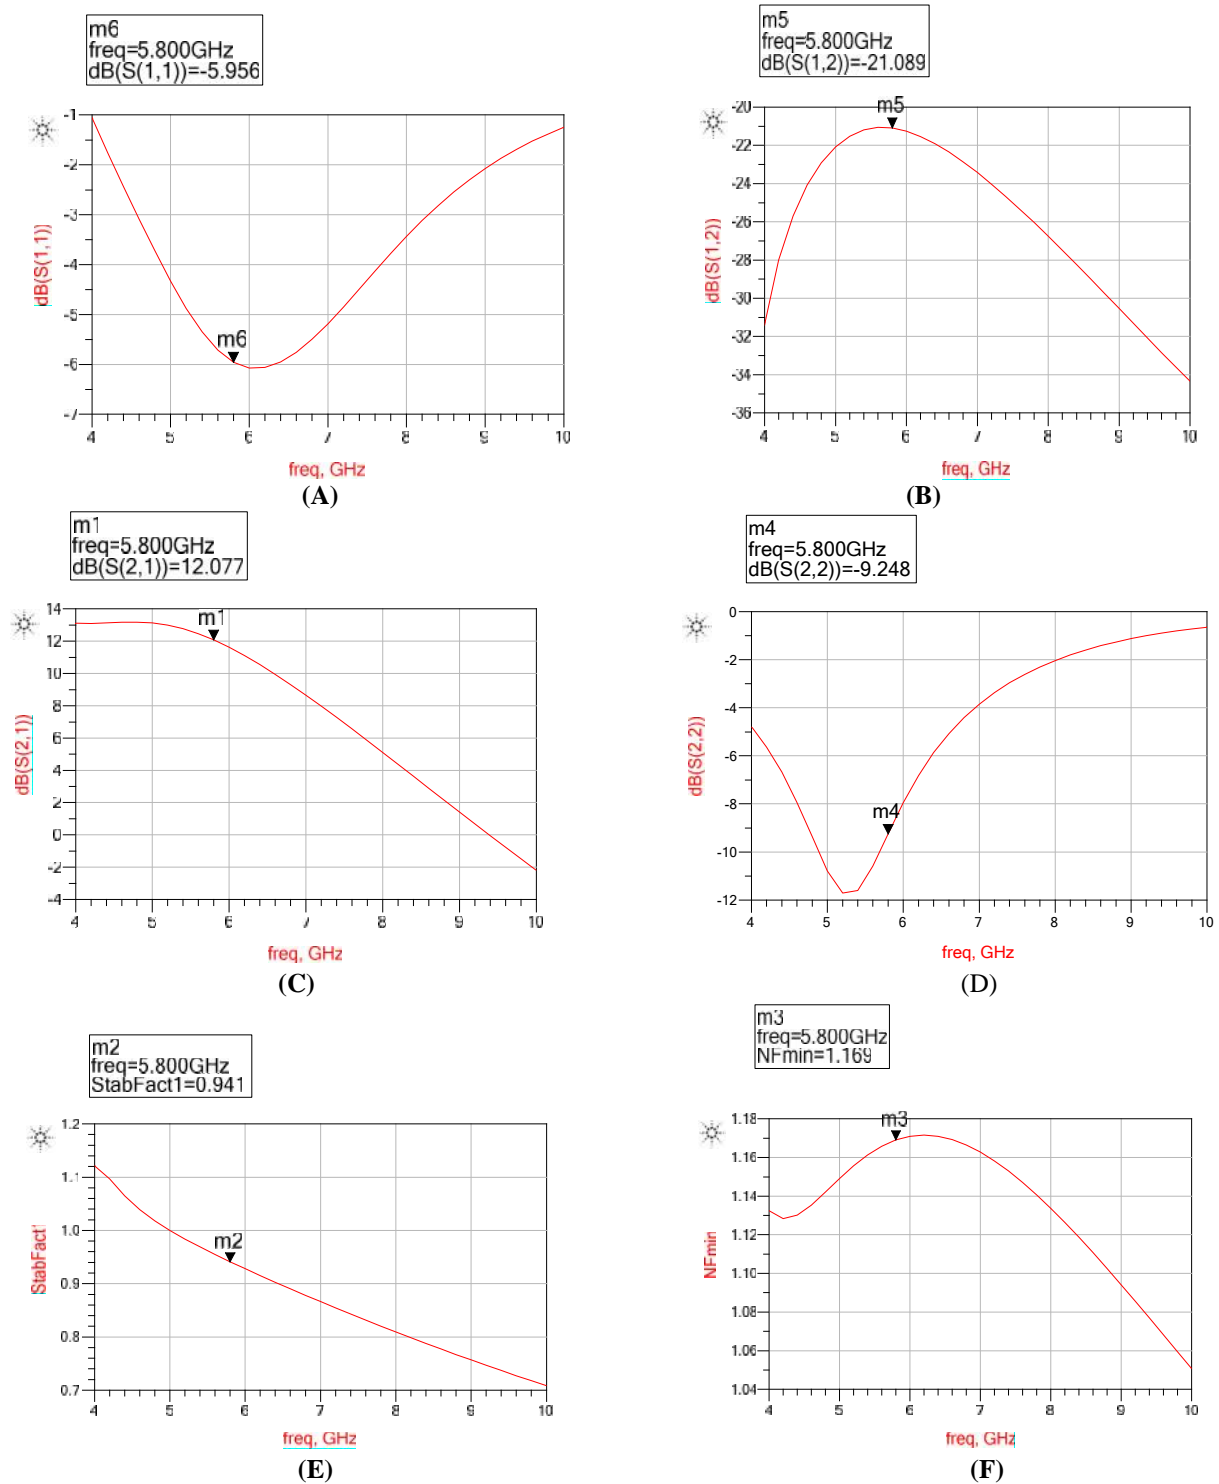 m6
freq=5.800GHz
dB(S(1,1))=-5.956
m6
-1
-2
-3
-4
-5
-6
-7
4 5 6 7 8 9 10
dB(S(1,1))
freq, GHz
(A)
m5
freq=5.800GHz
dB(S(1,2))=-21.089
m5
-20
-22
-24
-26
-28
-30
-32
-34
-36
4 5 6 7 8 9 10
dB(S(1,2))
freq, GHz
(B)
m1
freq=5.800GHz
dB(S(2,1))=12.077
m1
14
12
10
8
6
4
2
0
-2
-4
4 5 6 7 8 9 10
dB(S(2,1))
freq, GHz
(C)
m4
freq=5.800GHz
dB(S(2,2))=-9.248
m4
0
-2
-4
-6
-8
-10
-12
4 5 6 7 8 9 10
dB(S(2,2))
freq, GHz
(D)
m2
freq=5.800GHz
StabFact1=0.941
m2
1.2
1.1
1.0
0.9
0.8
0.7
4 5 6 7 8 9 10
StabFact1
freq, GHz
(E)
m3
freq=5.800GHz
NFmin=1.169
m3
1.18
1.16
1.14
1.12
1.10
1.08
1.06
1.04
4 5 6 7 8 9 10
NFmin
freq, GHz
(F)